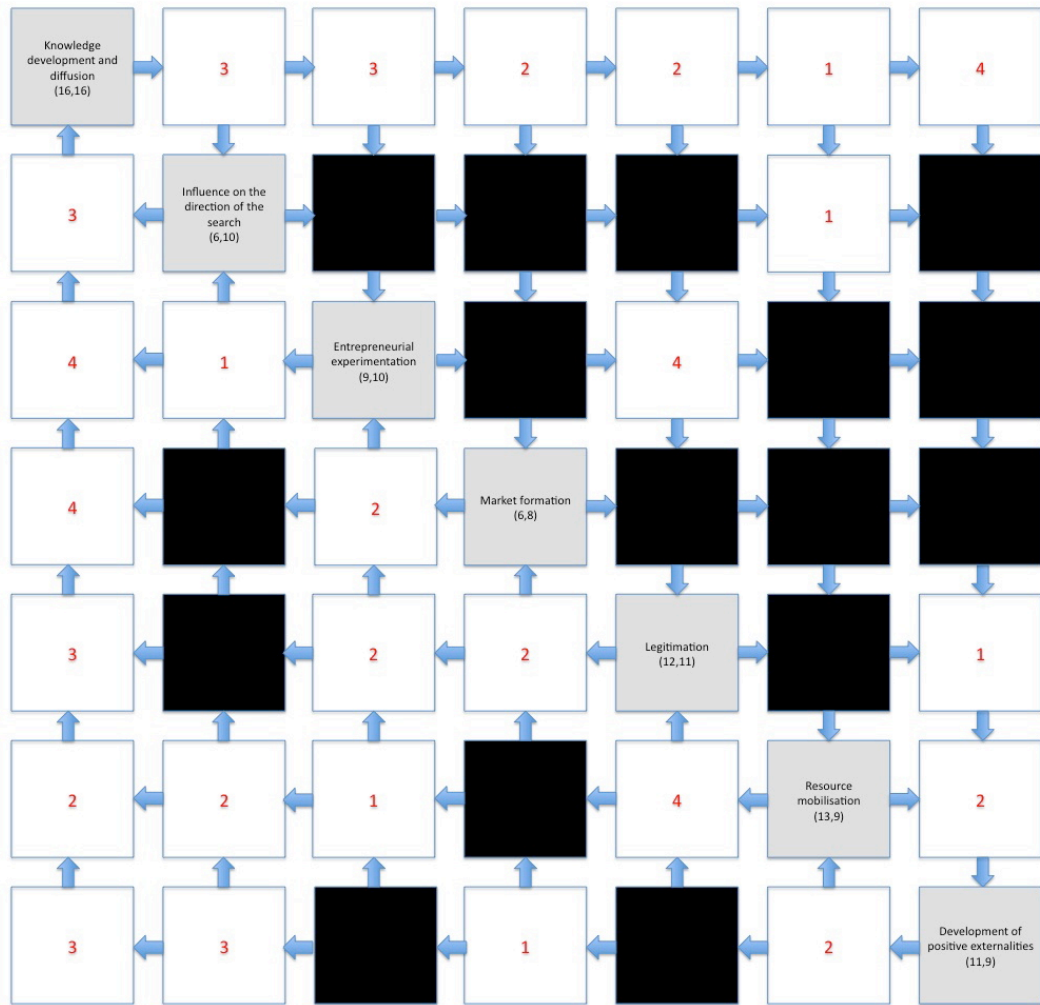 Knowledge
development and
diffusion
(16,16)
3
3
2
2
1
4
3
Influence on the
direction of the
search
(6,10)
1
4
1
Entrepreneurial
experimentation
(9,10)
4
4
2
Market formation
(6,8)
3
2
2
Legitimation
(12,11)
1
2
2
1
4
Resource
mobilisation
(13,9)
2
3
3
1
2
Development of
positive externalities
(11,9)